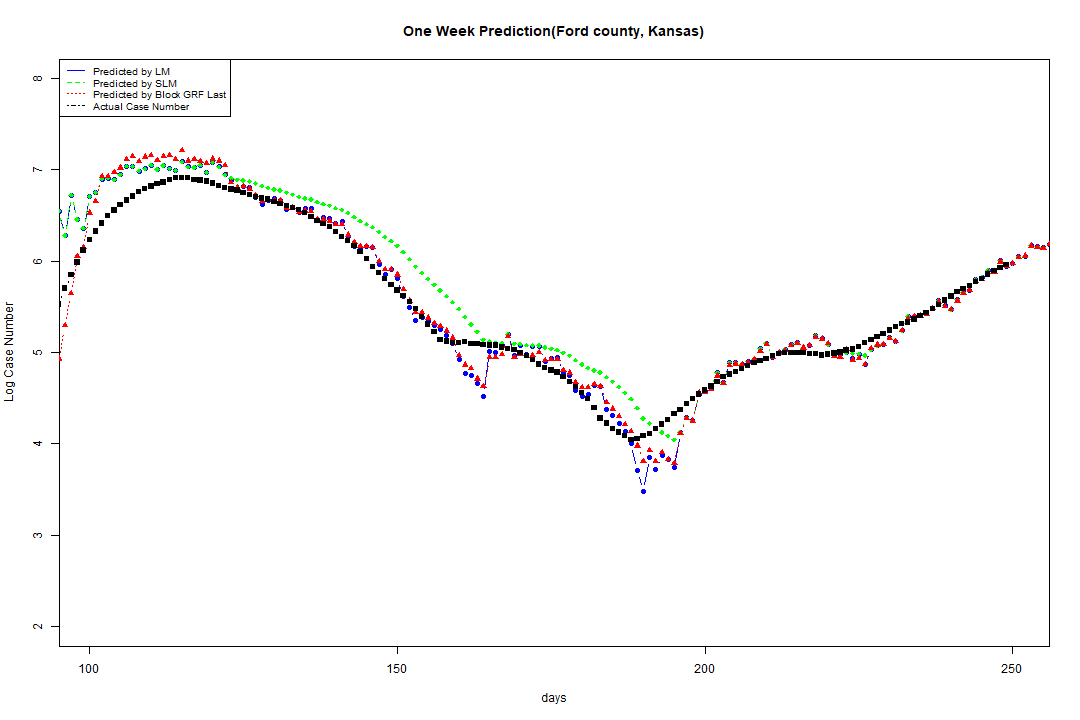 One Week Prediction(Ford county, Kansas)
Predicted by LM
Predicted by SLM
Predicted by Block GRF Last
Actual Case Number
Log Case Number
8
7
6
5
4
3
2
100
150
200
250
days